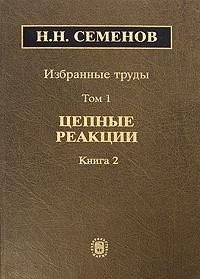 Н.Н. СЕМЕНОВ
Избранные труды
Том 1
ЦЕПНЫЕ
РЕАКЦИИ
Книга 2